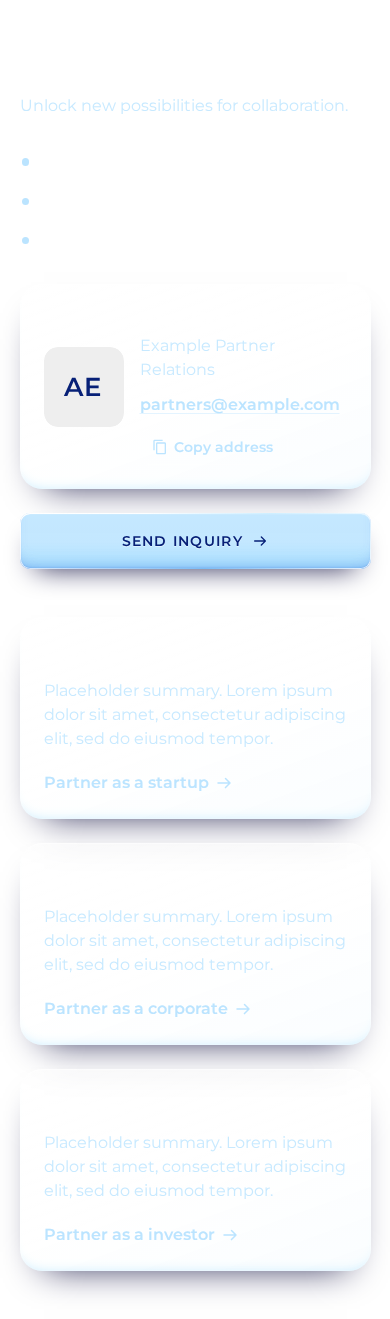 Unlock new possibilities for collaboration.
AE
Example Partner
Relations
partners@example.com
Copy address
SEND INQUIRY
Placeholder summary. Lorem ipsum
dolor sit amet, consectetur adipiscing
elit, sed do eiusmod tempor.
Partner as a startup
Placeholder summary. Lorem ipsum
dolor sit amet, consectetur adipiscing
elit, sed do eiusmod tempor.
Partner as a corporate
Placeholder summary. Lorem ipsum
dolor sit amet, consectetur adipiscing
elit, sed do eiusmod tempor.
Partner as a investor